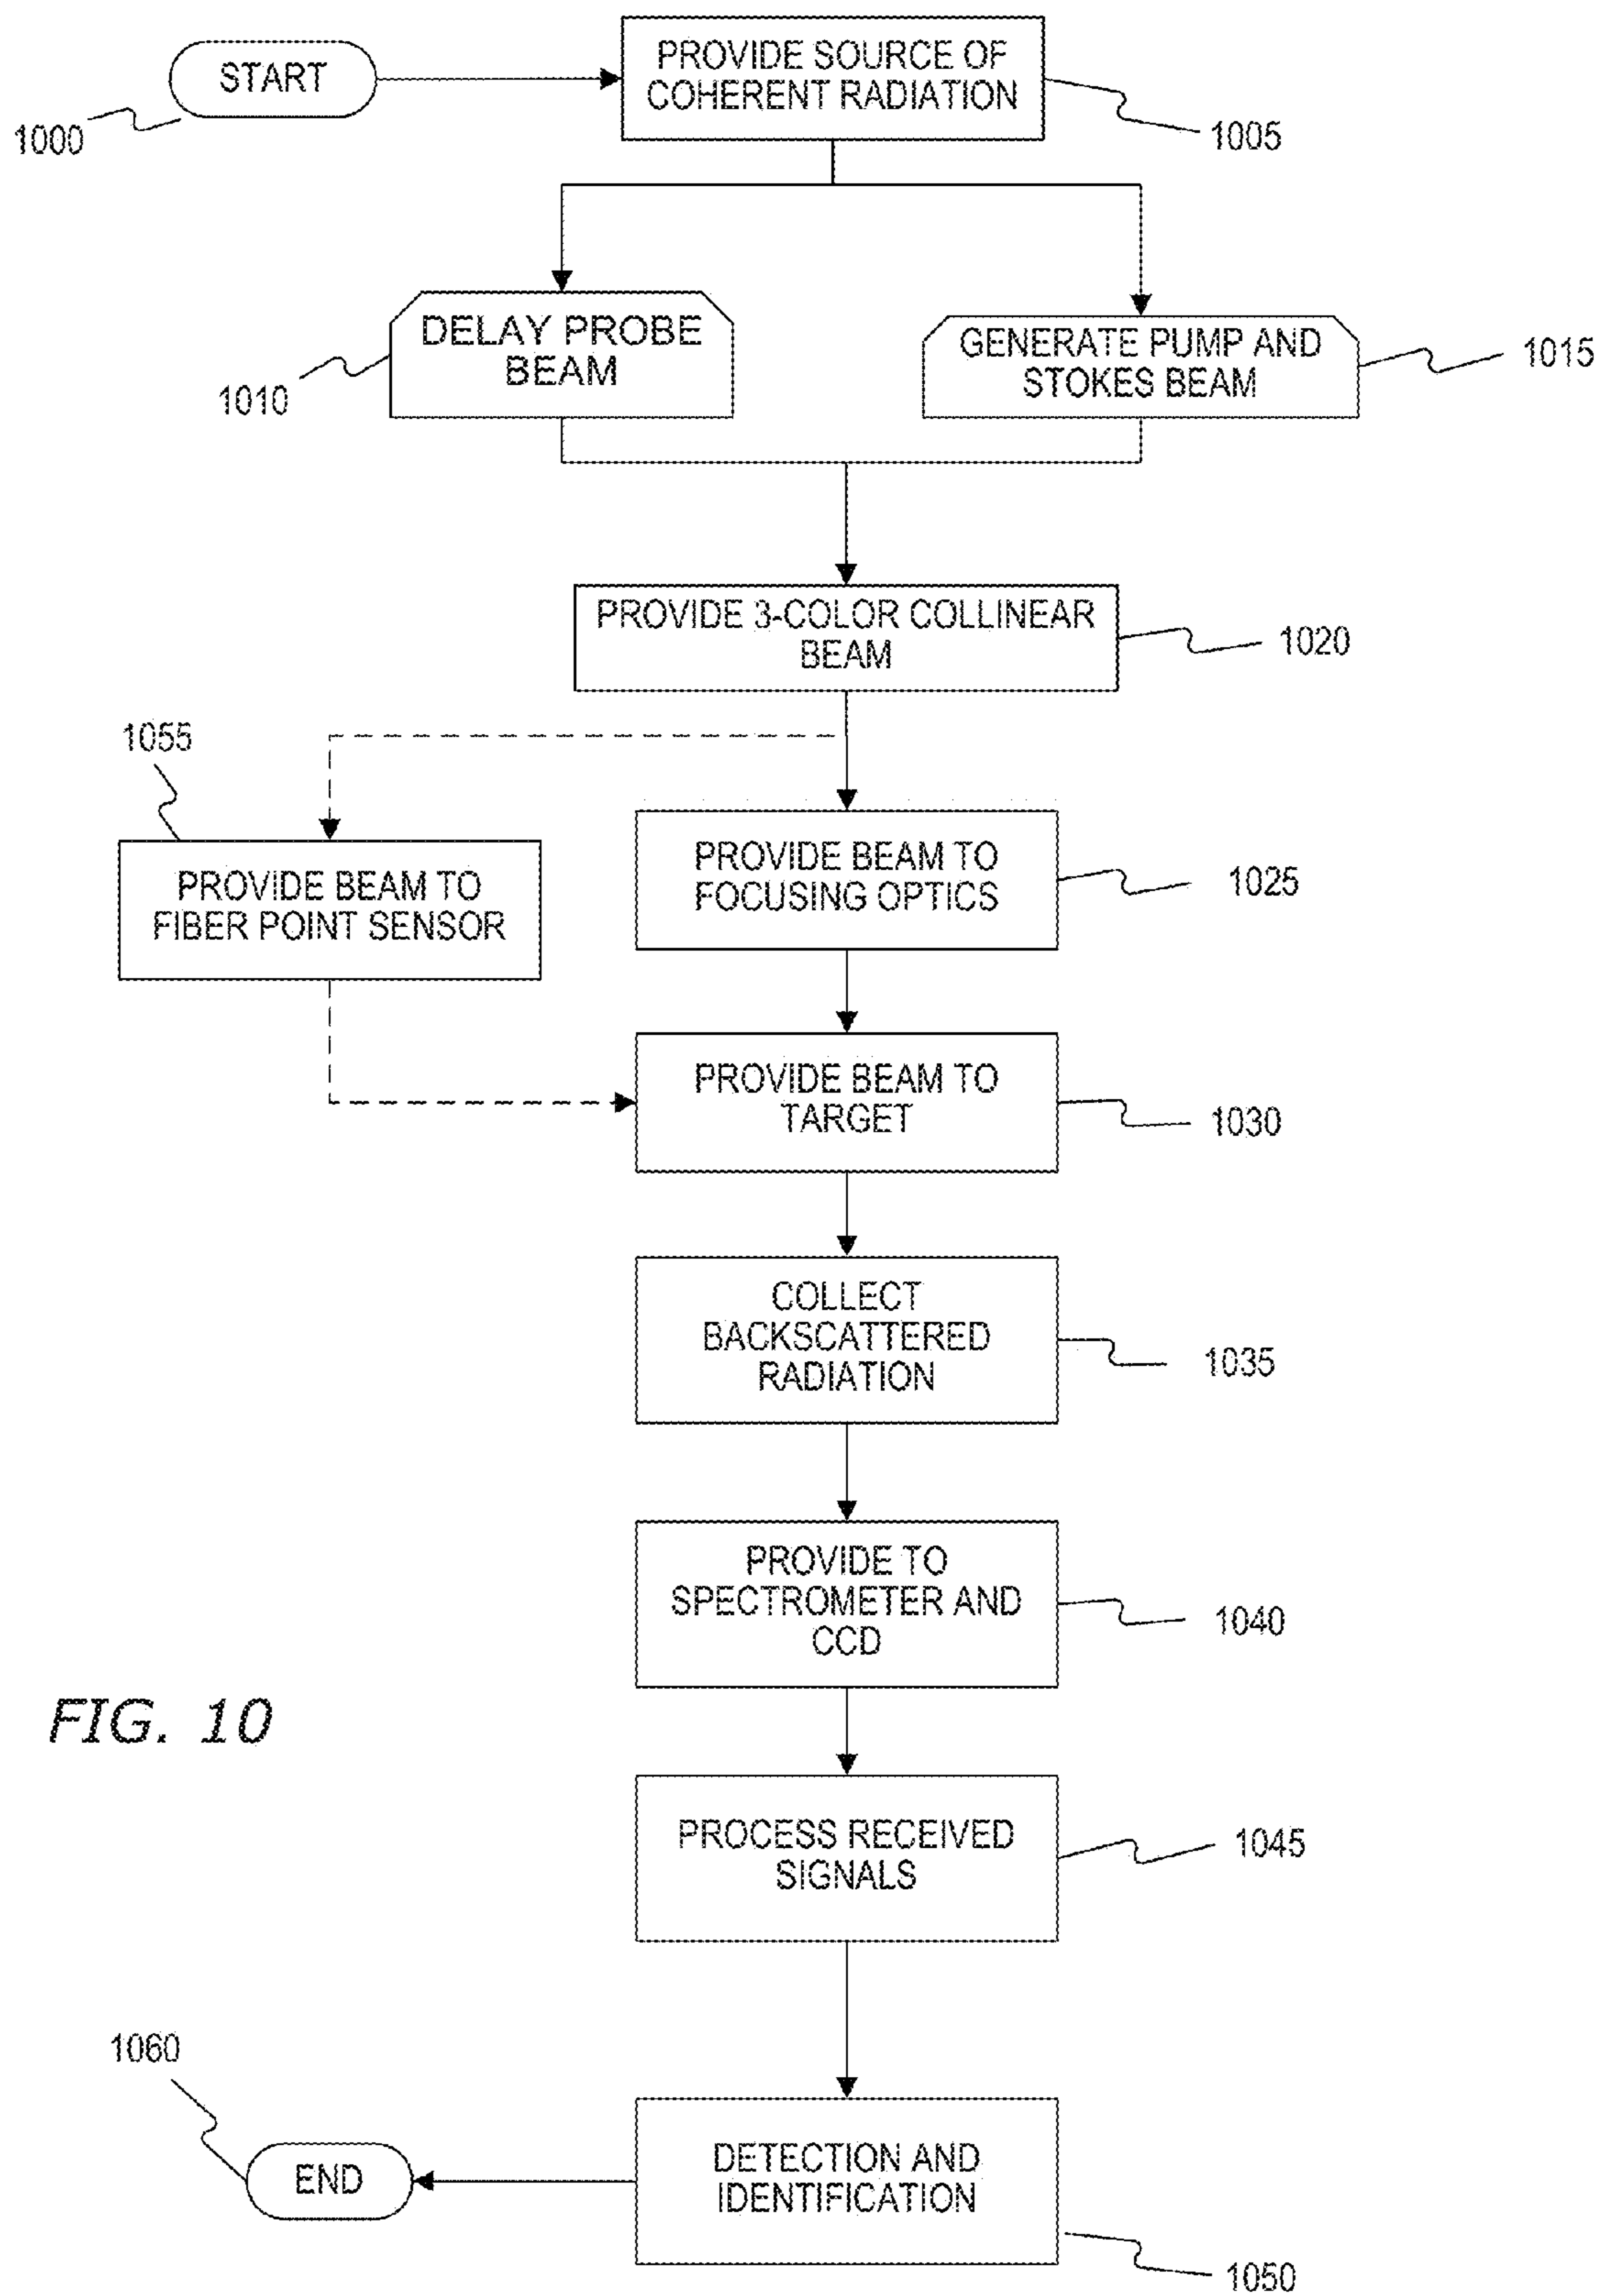 START
PROVIDE SOURCE OF
COHERENT RADIATION
1000
1005
DELAY PROBE
BEAM
1010
GENERATE PUMP AND
STOKES BEAM
1015
PROVIDE 3-COLOR COLLINEAR
BEAM
1020
1055
PROVIDE BEAM TO
FIBER POINT SENSOR
PROVIDE BEAM TO
FOCUSING OPTICS
1025
PROVIDE BEAM TO
TARGET
1030
COLLECT
BACKSCATTERED
RADIATION
1035
PROVIDE TO
SPECTROMETER AND
CCD
1040
FIG. 10
PROCESS RECEIVED
SIGNALS
1045
1060
END
DETECTION AND
IDENTIFICATION
1050